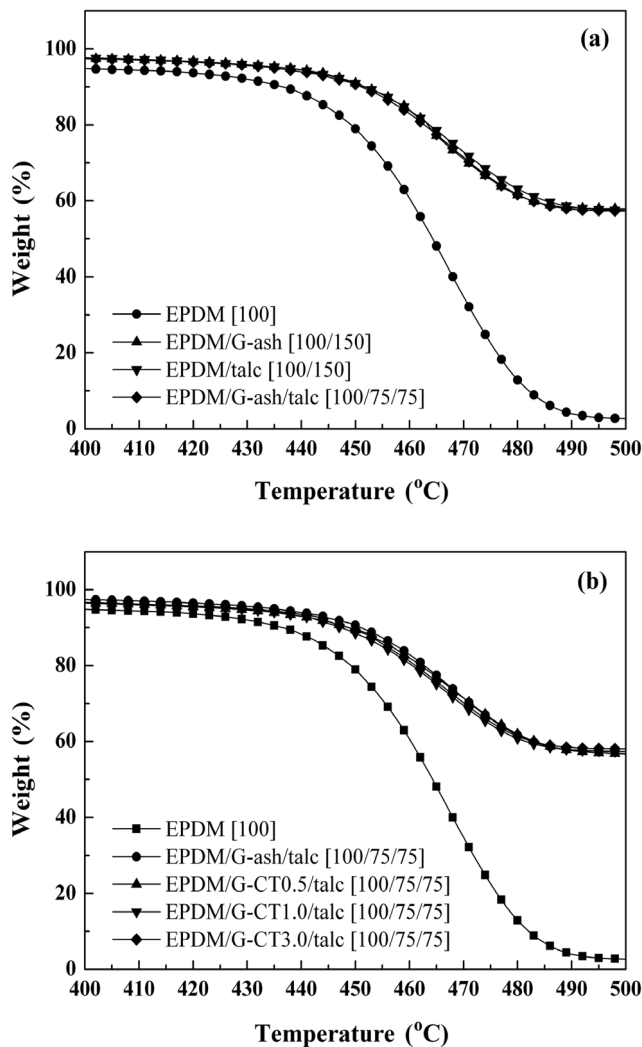 (a)
100
80
60
40
20
0
Weight (%)
EPDM [100]
EPDM/G-ash [100/150]
EPDM/talc [100/150]
EPDM/G-ash/talc [100/75/75]
400 410 420 430 440 450 460 470 480 490 500
Temperature (°C)
(b)
100
80
60
40
20
0
Weight (%)
EPDM [100]
EPDM/G-ash/talc [100/75/75]
EPDM/G-CT0.5/talc [100/75/75]
EPDM/G-CT1.0/talc [100/75/75]
EPDM/G-CT3.0/talc [100/75/75]
400 410 420 430 440 450 460 470 480 490 500
Temperature (°C)